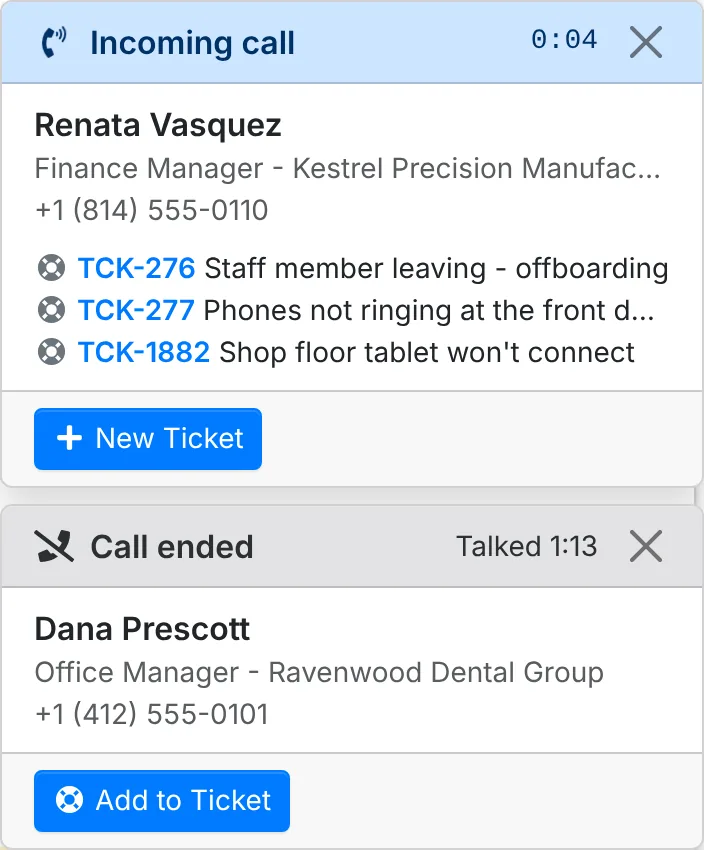 Incoming call 0:04
Renata Vasquez
Finance Manager - Kestrel Precision Manufac...
+1 (814) 555-0110
TCK-276 Staff member leaving - offboarding
TCK-277 Phones not ringing at the front d...
TCK-1882 Shop floor tablet won't connect
New Ticket
Call ended Talked 1:13
Dana Prescott
Office Manager - Ravenwood Dental Group
+1 (412) 555-0101
Add to Ticket